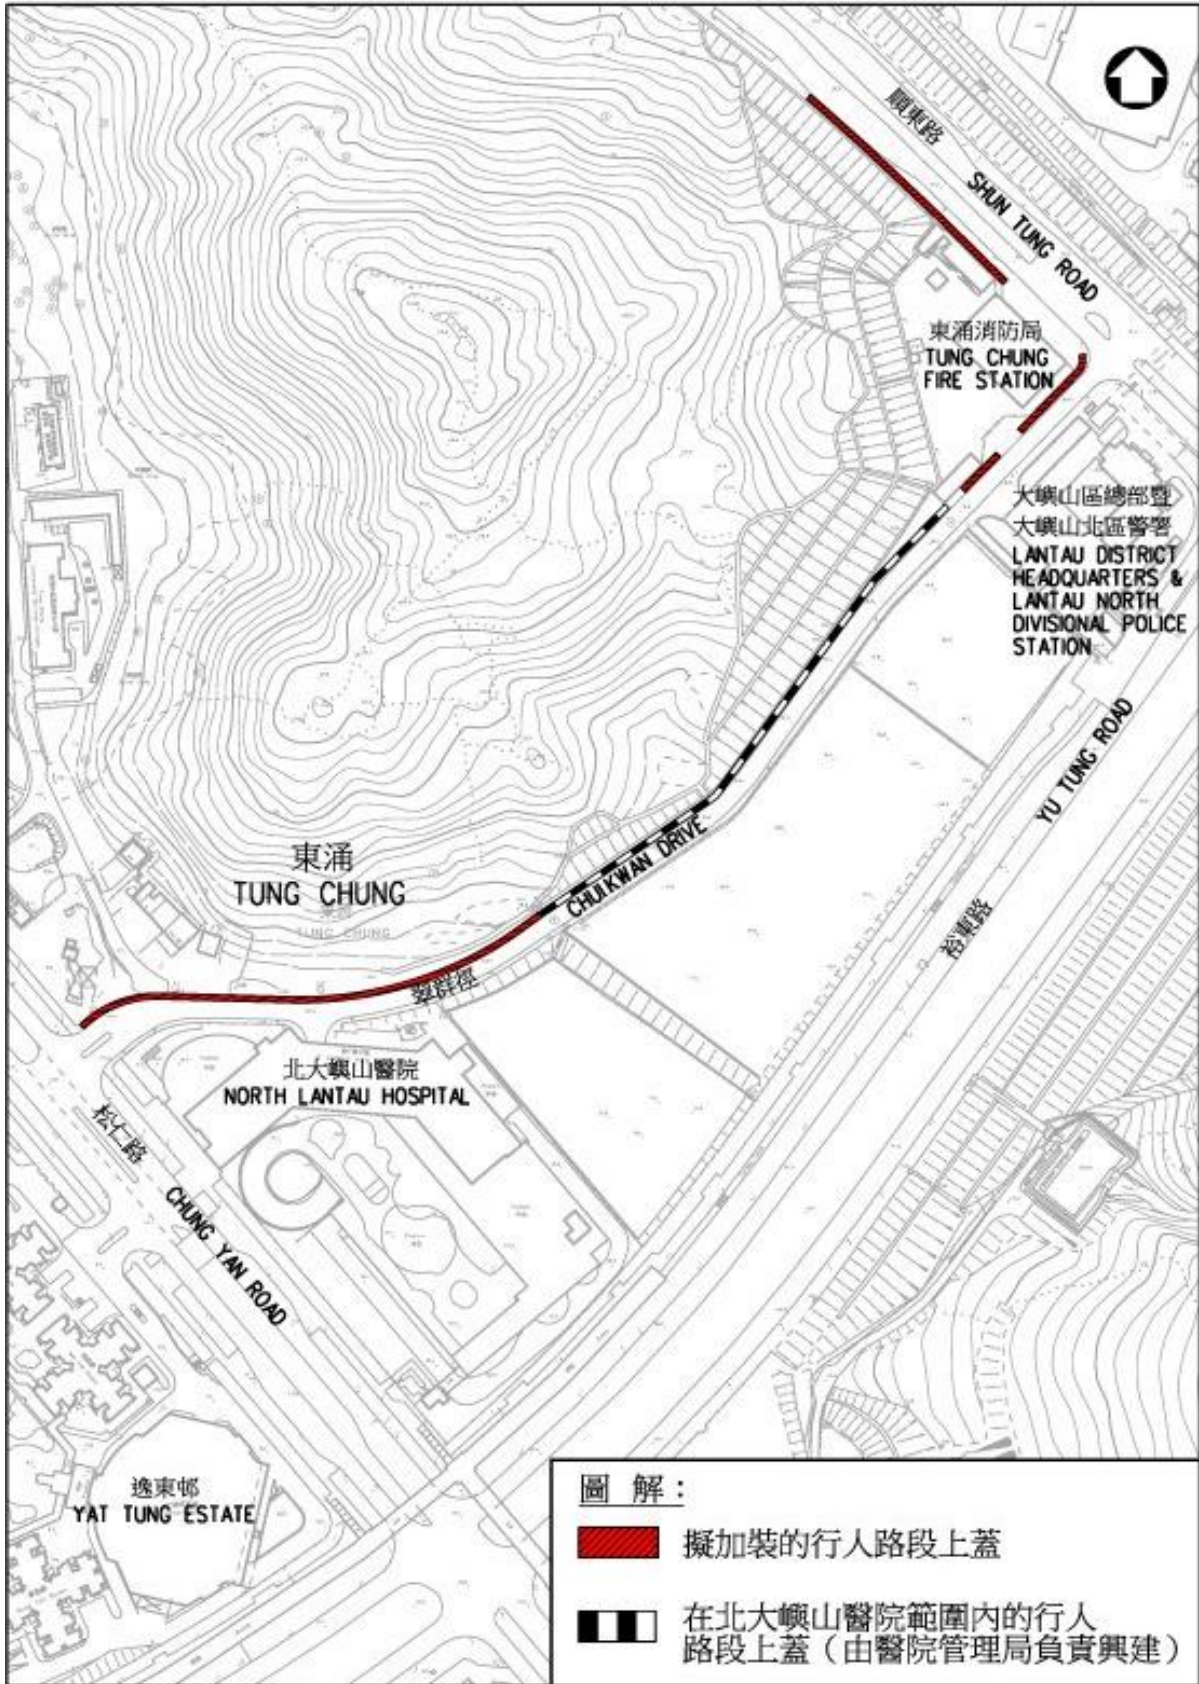 順東路
SHUN TUNG ROAD
東涌消防局
TUNG CHUNG
FIRE STATION
大嶼山區總部暨
大嶼山北區警署
LANTAU DISTRICT
HEADQUARTERS &
LANTAU NORTH
DIVISIONAL POLICE
STATION
YU TUNG ROAD
裕東路
東涌
TUNG CHUNG
TUNG CHUNG
CHUI KWAN DRIVE
翠群徑
北大嶼山醫院
NORTH LANTAU HOSPITAL
松仁路
CHUNG YAN ROAD
逸東邨
YAT TUNG ESTATE
圖 解：
擬加裝的行人路段上蓋
在北大嶼山醫院範圍內的行人
路段上蓋（由醫院管理局負責興建）